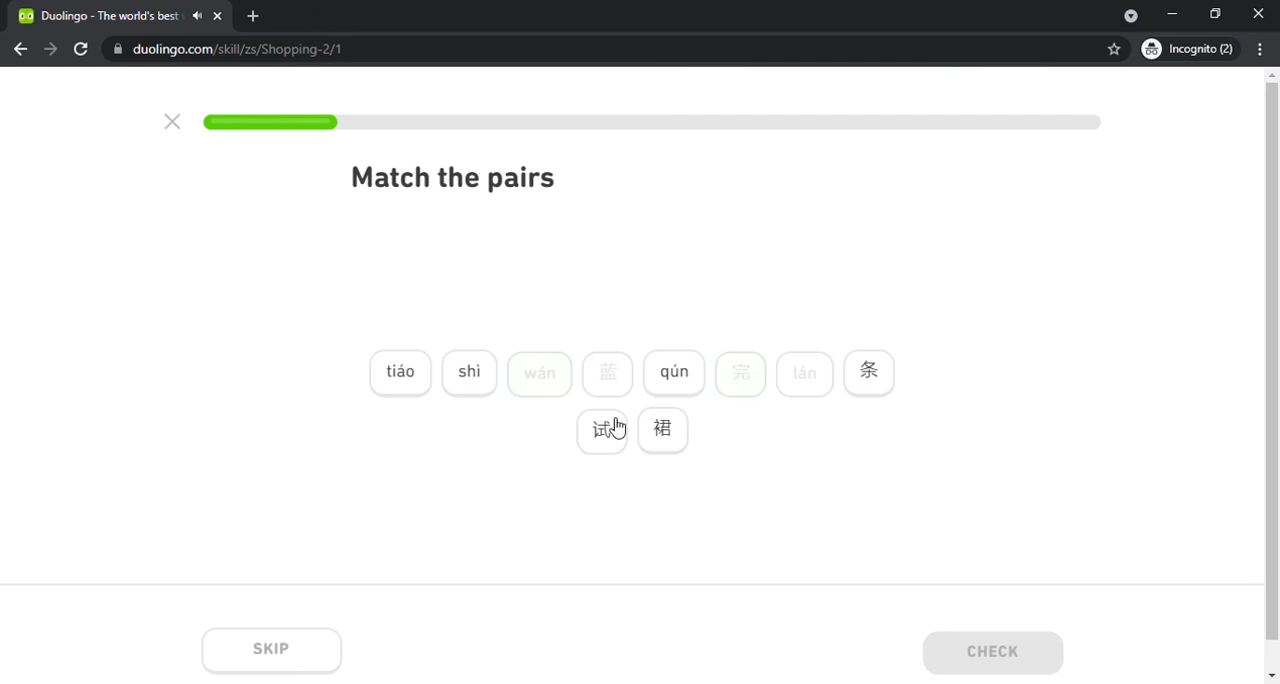 Duolingo - The world's best
duolingo.com/skill/zs/Shopping-2/1
Incognito (2)
Match the pairs
tiáo shì wán 蓝 qún 完 lán 条
试 裙
SKIP
CHECK